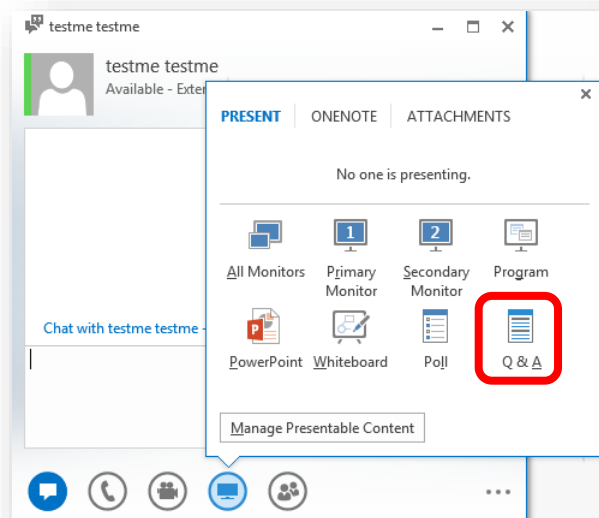 testme testme
testme testme
Available - Exter
PRESENT ONENOTE ATTACHMENTS
No one is presenting.
1 2
All Monitors Primary Monitor Secondary Monitor Program
P
PowerPoint Whiteboard Poll Q & A
Manage Presentable Content
Chat with testme testme -